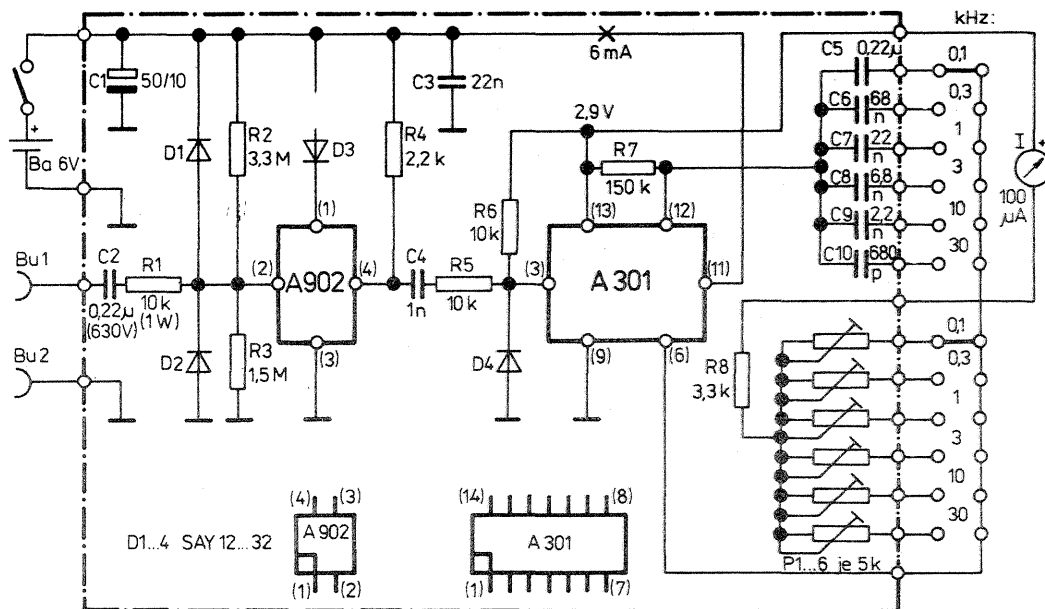 kHz:
6 mA
C1
50/10
C3
22n
C5
0,22µ
0,1
0,3
C6
68
n
1
C7
22
n
3
C8
6,8
n
10
C9
2,2
n
30
C10
680
p
I
+
100
µA
+
Ba 6V
D1
R2
3,3 M
D3
R4
2,2 k
2,9 V
R7
150 k
R6
10k
(1)
(13)
(12)
Bu1
C2
0,22µ
(630V)
R1
10 k
(1W)
(2)
A902
(4)
C4
1n
R5
10k
(3)
A 301
(11)
Bu2
D2
R3
1,5 M
(3)
D4
(9)
(6)
R8
3,3k
0,1
0,3
1
3
10
30
P1...6 je 5k
D1...4 SAY 12...32
(4)
(3)
A 902
(1)
(2)
(14)
(8)
A 301
(1)
(7)